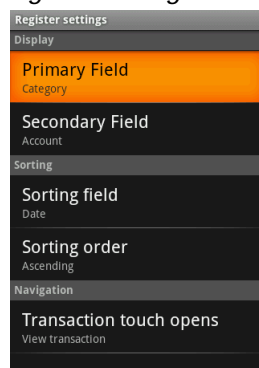 Register settings
Display
Primary Field
Category
Secondary Field
Account
Sorting
Sorting field
Date
Sorting order
Ascending
Navigation
Transaction touch opens
View transaction